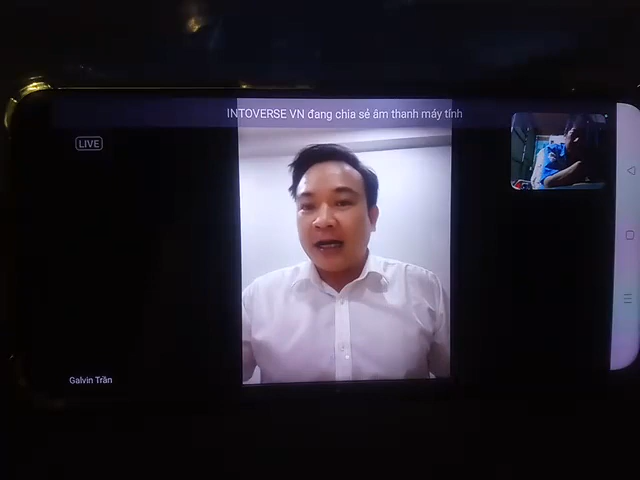 INTOVERSE VN đang chia sẻ âm thanh máy tính
LIVE
Galvin Trần